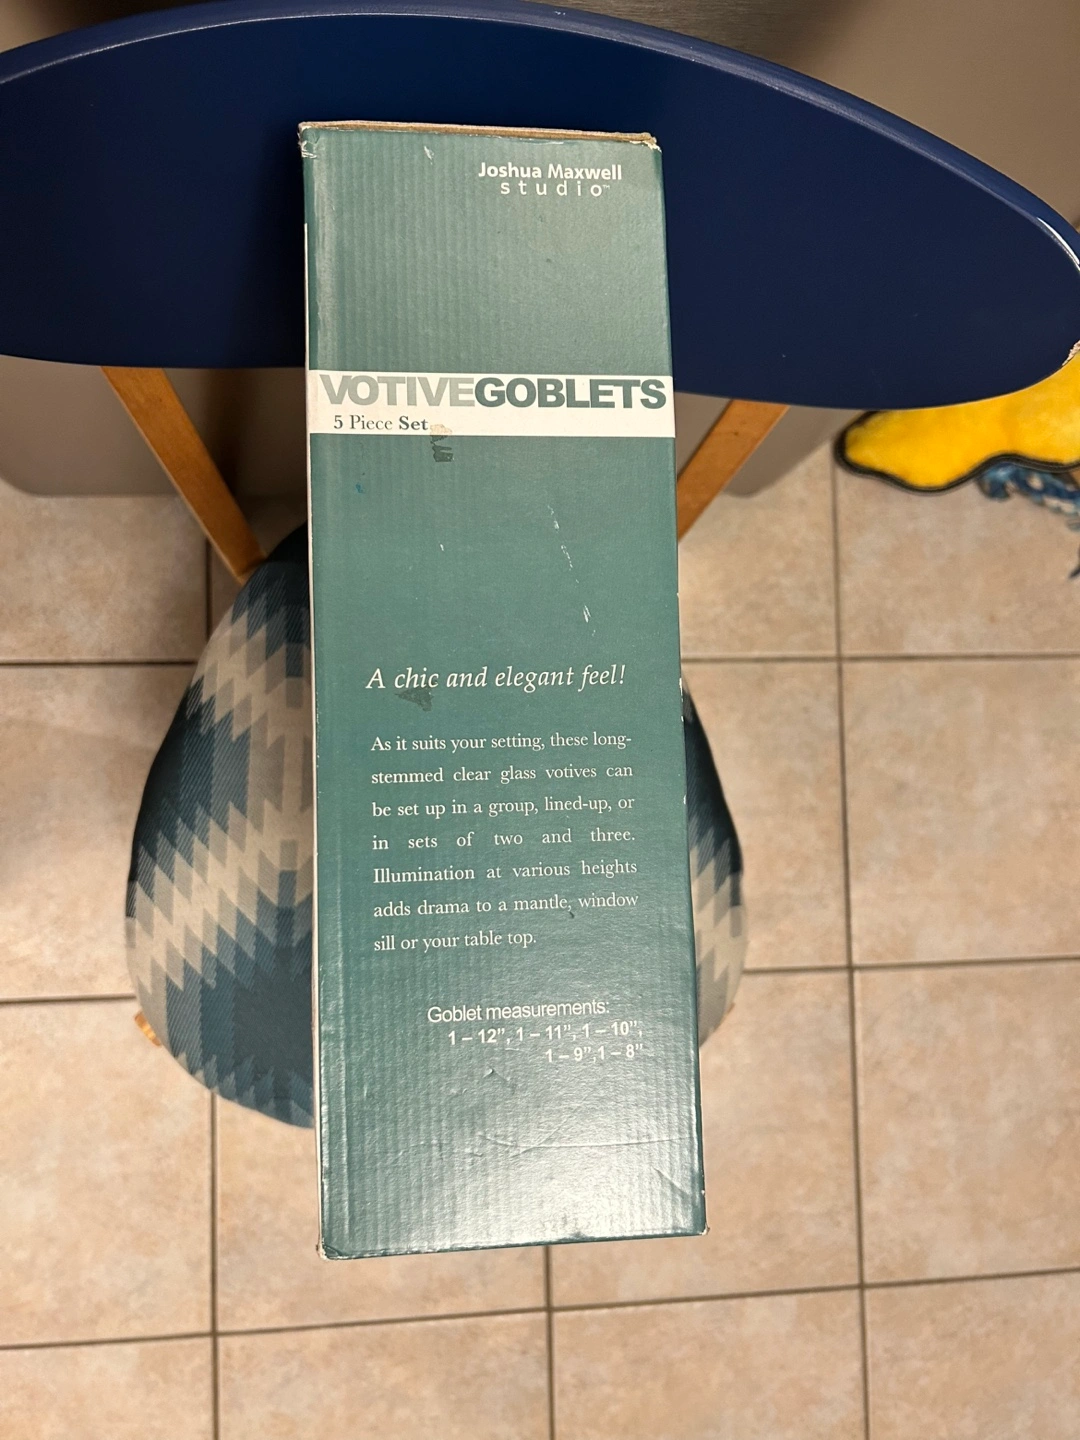 Joshua Maxwell
studio™
VOTIVEGOBLETS
5 Piece Set
A chic and elegant feel!
As it suits your setting, these long-
stemmed clear glass votives can
be set up in a group, lined-up, or
in sets of two and three.
Illumination at various heights
adds drama to a mantle, window
sill or your table top.
Goblet measurements:
1 – 12”, 1 – 11”, 1 – 10”,
1 – 9”,1 – 8”